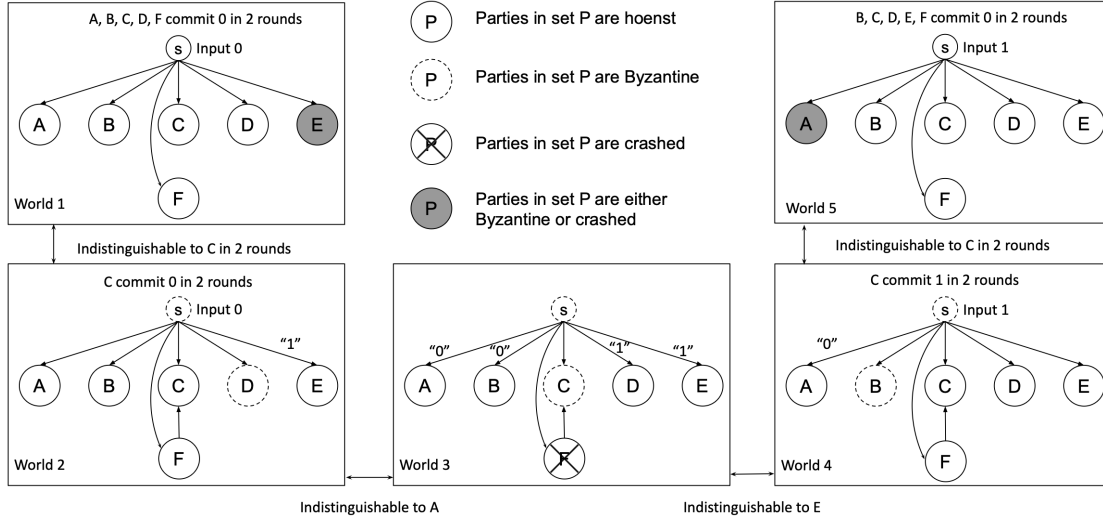 A, B, C, D, F commit 0 in 2 rounds
s Input 0
A B C D E
F
World 1
P Parties in set P are hoenst
P Parties in set P are Byzantine
P Parties in set P are crashed
P Parties in set P are either
Byzantine or crashed
B, C, D, E, F commit 0 in 2 rounds
s Input 1
A B C D E
F
World 5
Indistinguishable to C in 2 rounds
Indistinguishable to C in 2 rounds
C commit 0 in 2 rounds
s Input 0
"1"
A B C D E
F
World 2
s
"0" "0" "1" "1"
A B C D E
F
World 3
C commit 1 in 2 rounds
s Input 1
"0"
A B C D E
F
World 4
Indistinguishable to A
Indistinguishable to E